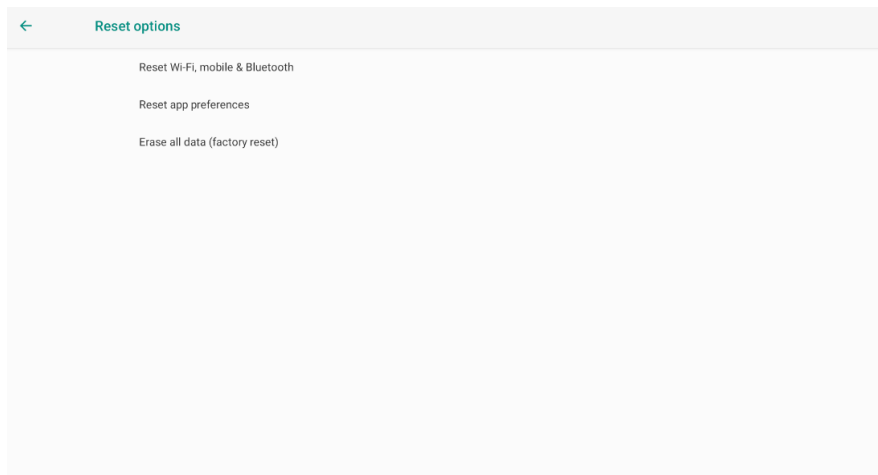 Reset options
Reset Wi-Fi, mobile & Bluetooth
Reset app preferences
Erase all data (factory reset)